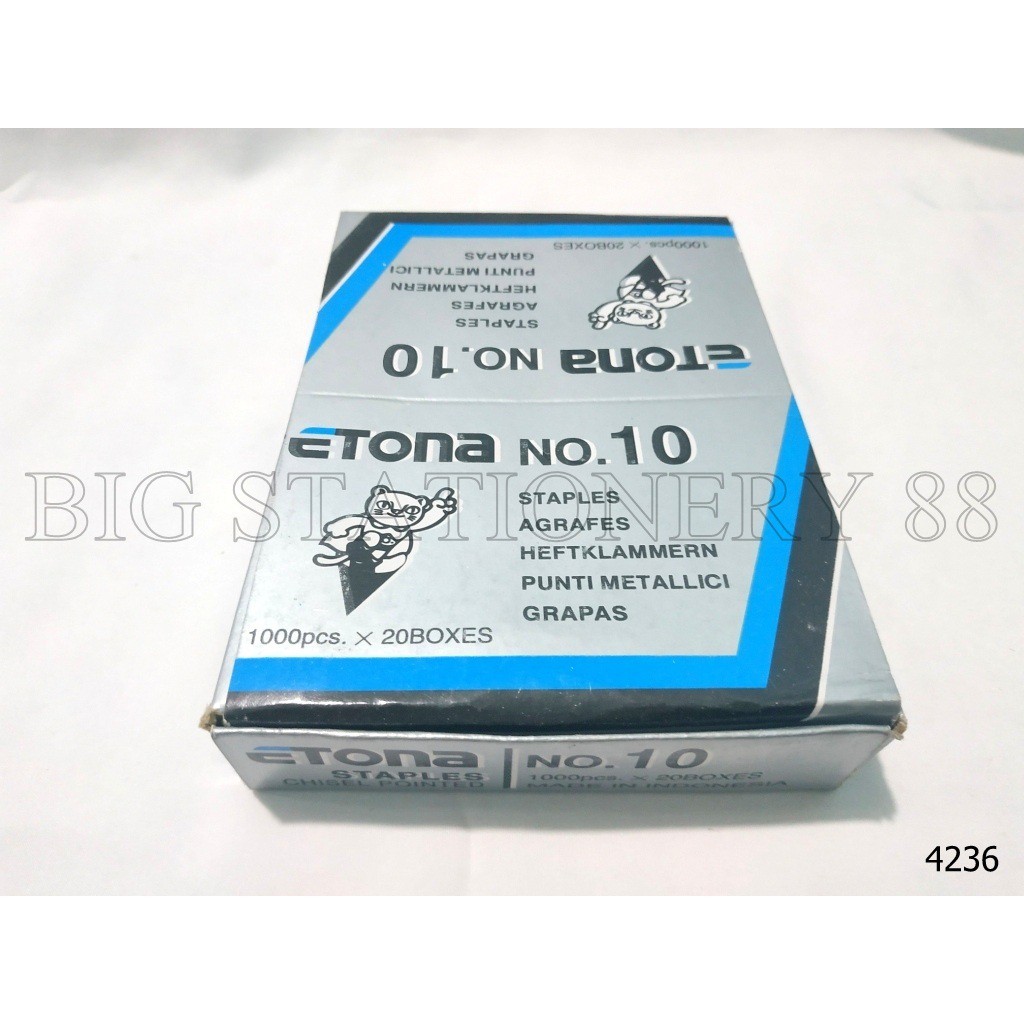 1000pcs. × 20BOXES
GRAPAS
PUNTI METALLICI
HEFTKLAMMERN
AGRAFES
STAPLES
ETONA NO.10
ETONA NO.10
STAPLES
AGRAFES
HEFTKLAMMERN
PUNTI METALLICI
GRAPAS
1000pcs. × 20BOXES
BIG STATIONERY 88
ETONA NO.10
STAPLES 1000pcs. × 20BOXES
CHISEL POINTED MADE IN INDONESIA
4236